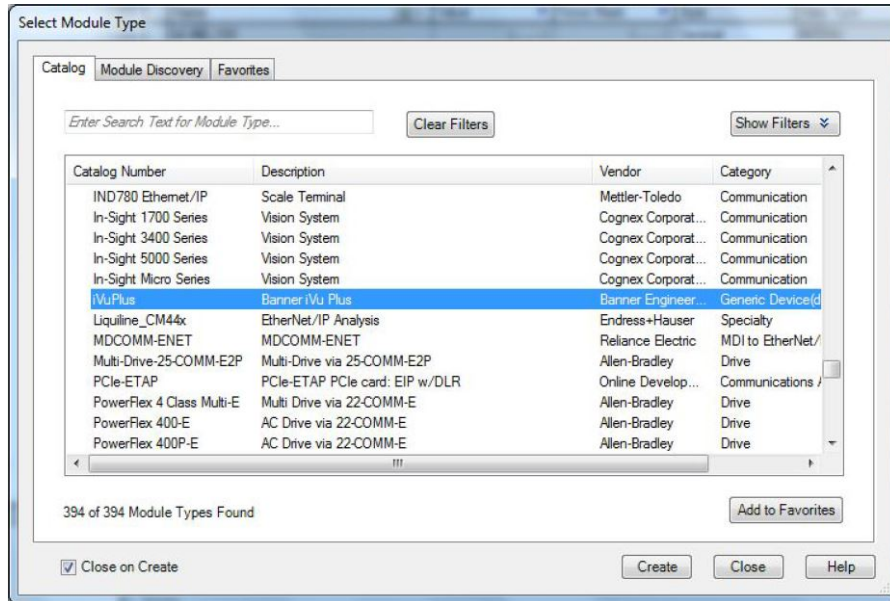 Select Module Type
Catalog Module Discovery Favorites
Enter Search Text for Module Type... Clear Filters Show Filters
Catalog Number Description Vendor Category
IND780 Ethernet/IP Scale Terminal Mettler-Toledo Communication
In-Sight 1700 Series Vision System Cognex Corporat... Communication
In-Sight 3400 Series Vision System Cognex Corporat... Communication
In-Sight 5000 Series Vision System Cognex Corporat... Communication
In-Sight Micro Series Vision System Cognex Corporat... Communication
iVuPlus Banner iVu Plus Banner Engineer... Generic Device(d
Liquiline_CM44x EtherNet/IP Analysis Endress+Hauser Specialty
MDCOMM-ENET MDCOMM-ENET Reliance Electric MDI to EtherNet/
Multi-Drive-25-COMM-E2P Multi-Drive via 25-COMM-E2P Allen-Bradley Drive
PCIe-ETAP PCIe-ETAP PCIe card: EIP w/DLR Online Develop... Communications
PowerFlex 4 Class Multi-E Multi Drive via 22-COMM-E Allen-Bradley Drive
PowerFlex 400-E AC Drive via 22-COMM-E Allen-Bradley Drive
PowerFlex 400P-E AC Drive via 22-COMM-E Allen-Bradley Drive
394 of 394 Module Types Found Add to Favorites
Close on Create Create Close Help